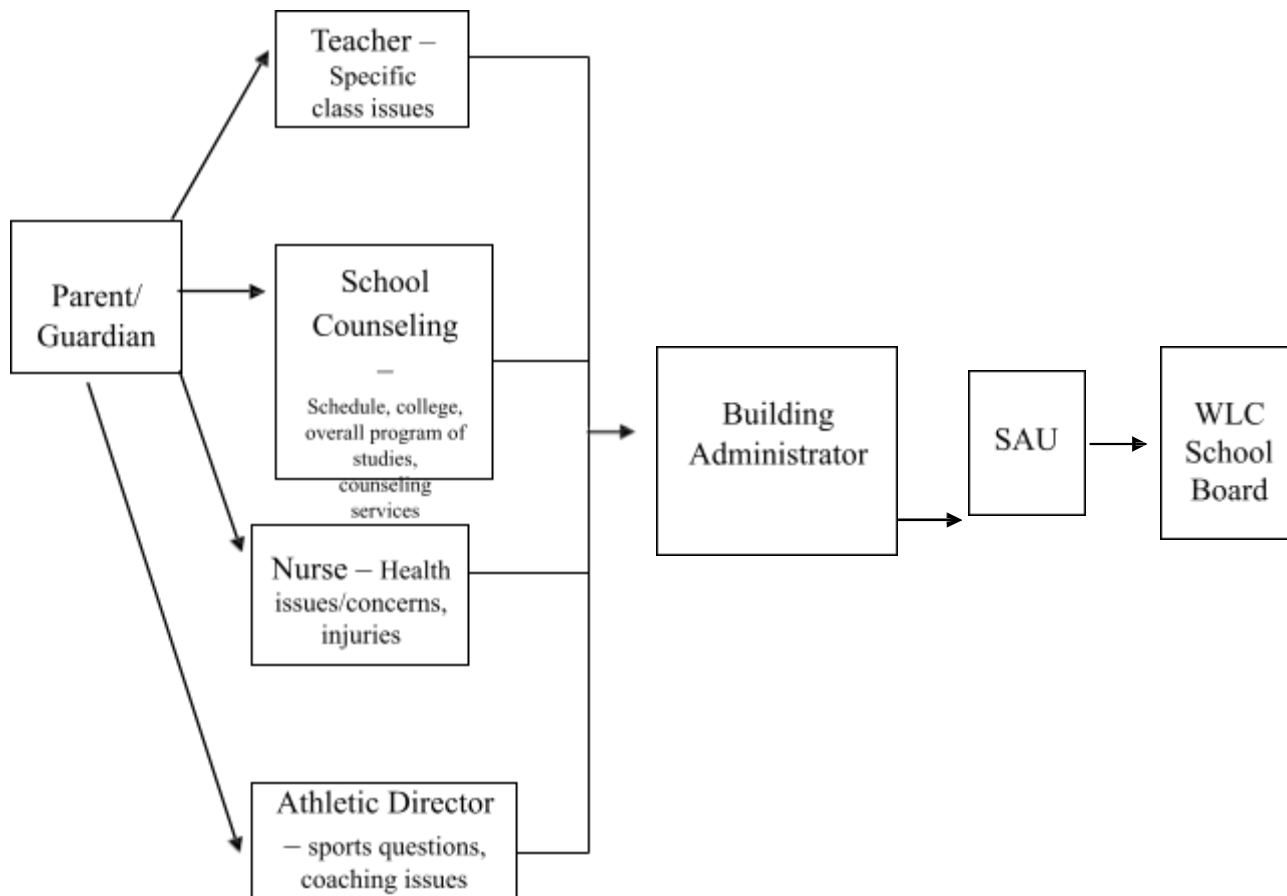 Teacher –
Specific
class issues
Parent/
Guardian
School
Counseling
–
Schedule, college,
overall program of
studies,
counseling
services
Nurse – Health
issues/concerns,
injuries
Athletic Director
– sports questions,
coaching issues
Building
Administrator
SAU
WLC
School
Board